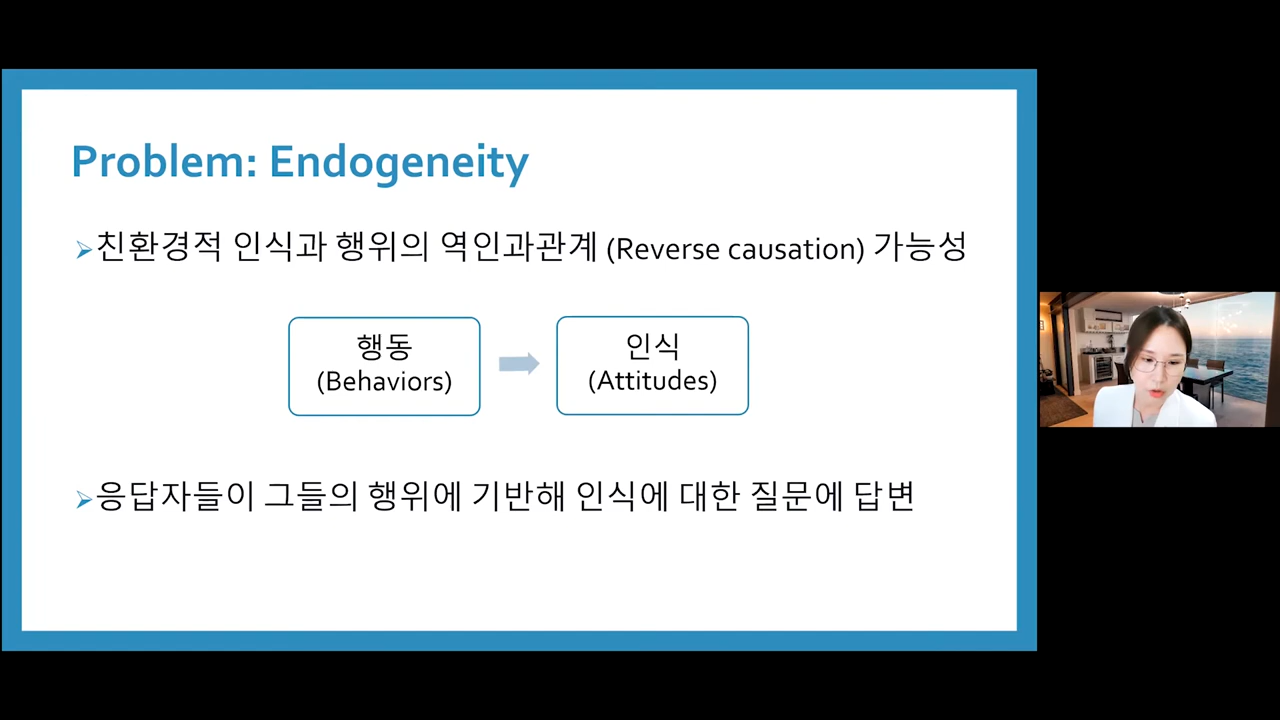 Problem: Endogeneity
친환경적 인식과 행위의 역인과관계 (Reverse causation) 가능성
행동
(Behaviors)
인식
(Attitudes)
응답자들이 그들의 행위에 기반해 인식에 대한 질문에 답변